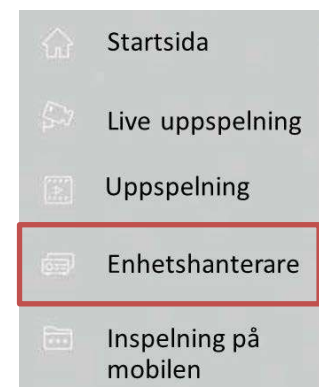 Startsida
Live uppspelning
Uppspelning
Enhetshanterare
Inspelning på
mobilen